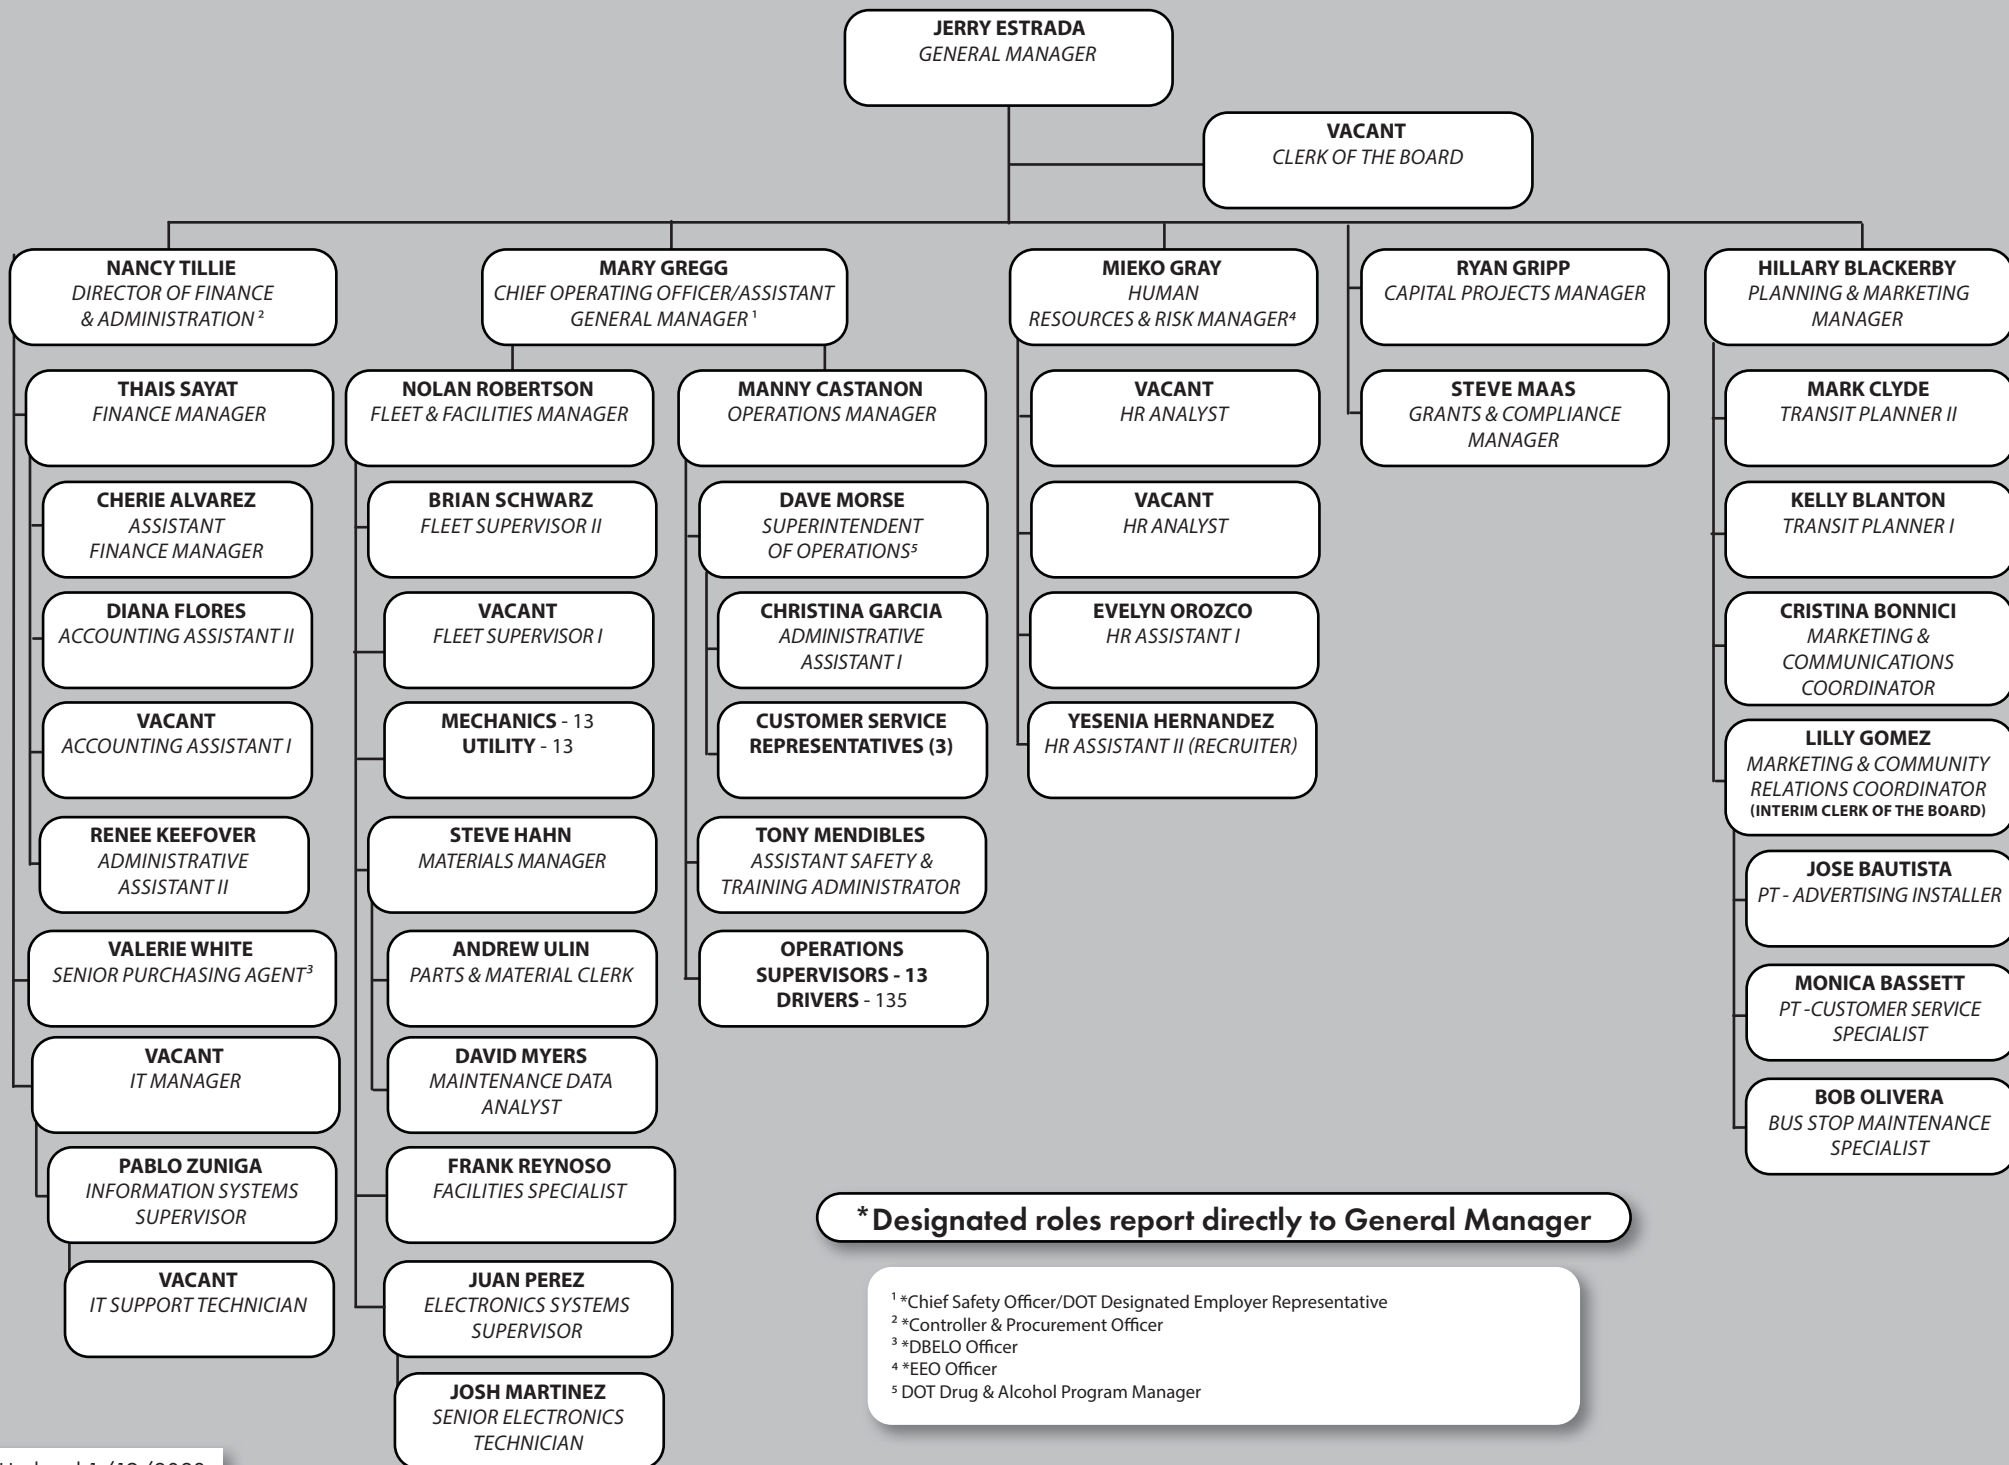 JERRY ESTRADA
GENERAL MANAGER
VACANT
CLERK OF THE BOARD
NANCY TILLIE
DIRECTOR OF FINANCE
& ADMINISTRATION ²
THAIS SAYAT
FINANCE MANAGER
CHERIE ALVAREZ
ASSISTANT
FINANCE MANAGER
DIANA FLORES
ACCOUNTING ASSISTANT II
VACANT
ACCOUNTING ASSISTANT I
RENEE KEEFOVER
ADMINISTRATIVE
ASSISTANT II
VALERIE WHITE
SENIOR PURCHASING AGENT³
VACANT
IT MANAGER
PABLO ZUNIGA
INFORMATION SYSTEMS
SUPERVISOR
VACANT
IT SUPPORT TECHNICIAN
MARY GREGG
CHIEF OPERATING OFFICER/ASSISTANT
GENERAL MANAGER ¹
NOLAN ROBERTSON
FLEET & FACILITIES MANAGER
BRIAN SCHWARZ
FLEET SUPERVISOR II
VACANT
FLEET SUPERVISOR I
MECHANICS - 13
UTILITY - 13
STEVE HAHN
MATERIALS MANAGER
ANDREW ULIN
PARTS & MATERIAL CLERK
DAVID MYERS
MAINTENANCE DATA
ANALYST
FRANK REYNOSO
FACILITIES SPECIALIST
JUAN PEREZ
ELECTRONICS SYSTEMS
SUPERVISOR
JOSH MARTINEZ
SENIOR ELECTRONICS
TECHNICIAN
MANNY CASTANON
OPERATIONS MANAGER
DAVE MORSE
SUPERINTENDENT
OF OPERATIONS⁵
CHRISTINA GARCIA
ADMINISTRATIVE
ASSISTANT I
CUSTOMER SERVICE
REPRESENTATIVES (3)
TONY MENDIBLES
ASSISTANT SAFETY &
TRAINING ADMINISTRATOR
OPERATIONS
SUPERVISORS - 13
DRIVERS - 135
MIEKO GRAY
HUMAN
RESOURCES & RISK MANAGER⁴
VACANT
HR ANALYST
VACANT
HR ANALYST
EVELYN OROZCO
HR ASSISTANT I
YESENIA HERNANDEZ
HR ASSISTANT II (RECRUITER)
RYAN GRIPP
CAPITAL PROJECTS MANAGER
STEVE MAAS
GRANTS & COMPLIANCE
MANAGER
HILLARY BLACKERBY
PLANNING & MARKETING
MANAGER
MARK CLYDE
TRANSIT PLANNER II
KELLY BLANTON
TRANSIT PLANNER I
CRISTINA BONNICI
MARKETING &
COMMUNICATIONS
COORDINATOR
LILLY GOMEZ
MARKETING & COMMUNITY
RELATIONS COORDINATOR
(INTERIM CLERK OF THE BOARD)
JOSE BAUTISTA
PT - ADVERTISING INSTALLER
MONICA BASSETT
PT -CUSTOMER SERVICE
SPECIALIST
BOB OLIVERA
BUS STOP MAINTENANCE
SPECIALIST
*Designated roles report directly to General Manager
¹ *Chief Safety Officer/DOT Designated Employer Representative
² *Controller & Procurement Officer
³ *DBELO Officer
⁴ *EEO Officer
⁵ DOT Drug & Alcohol Program Manager